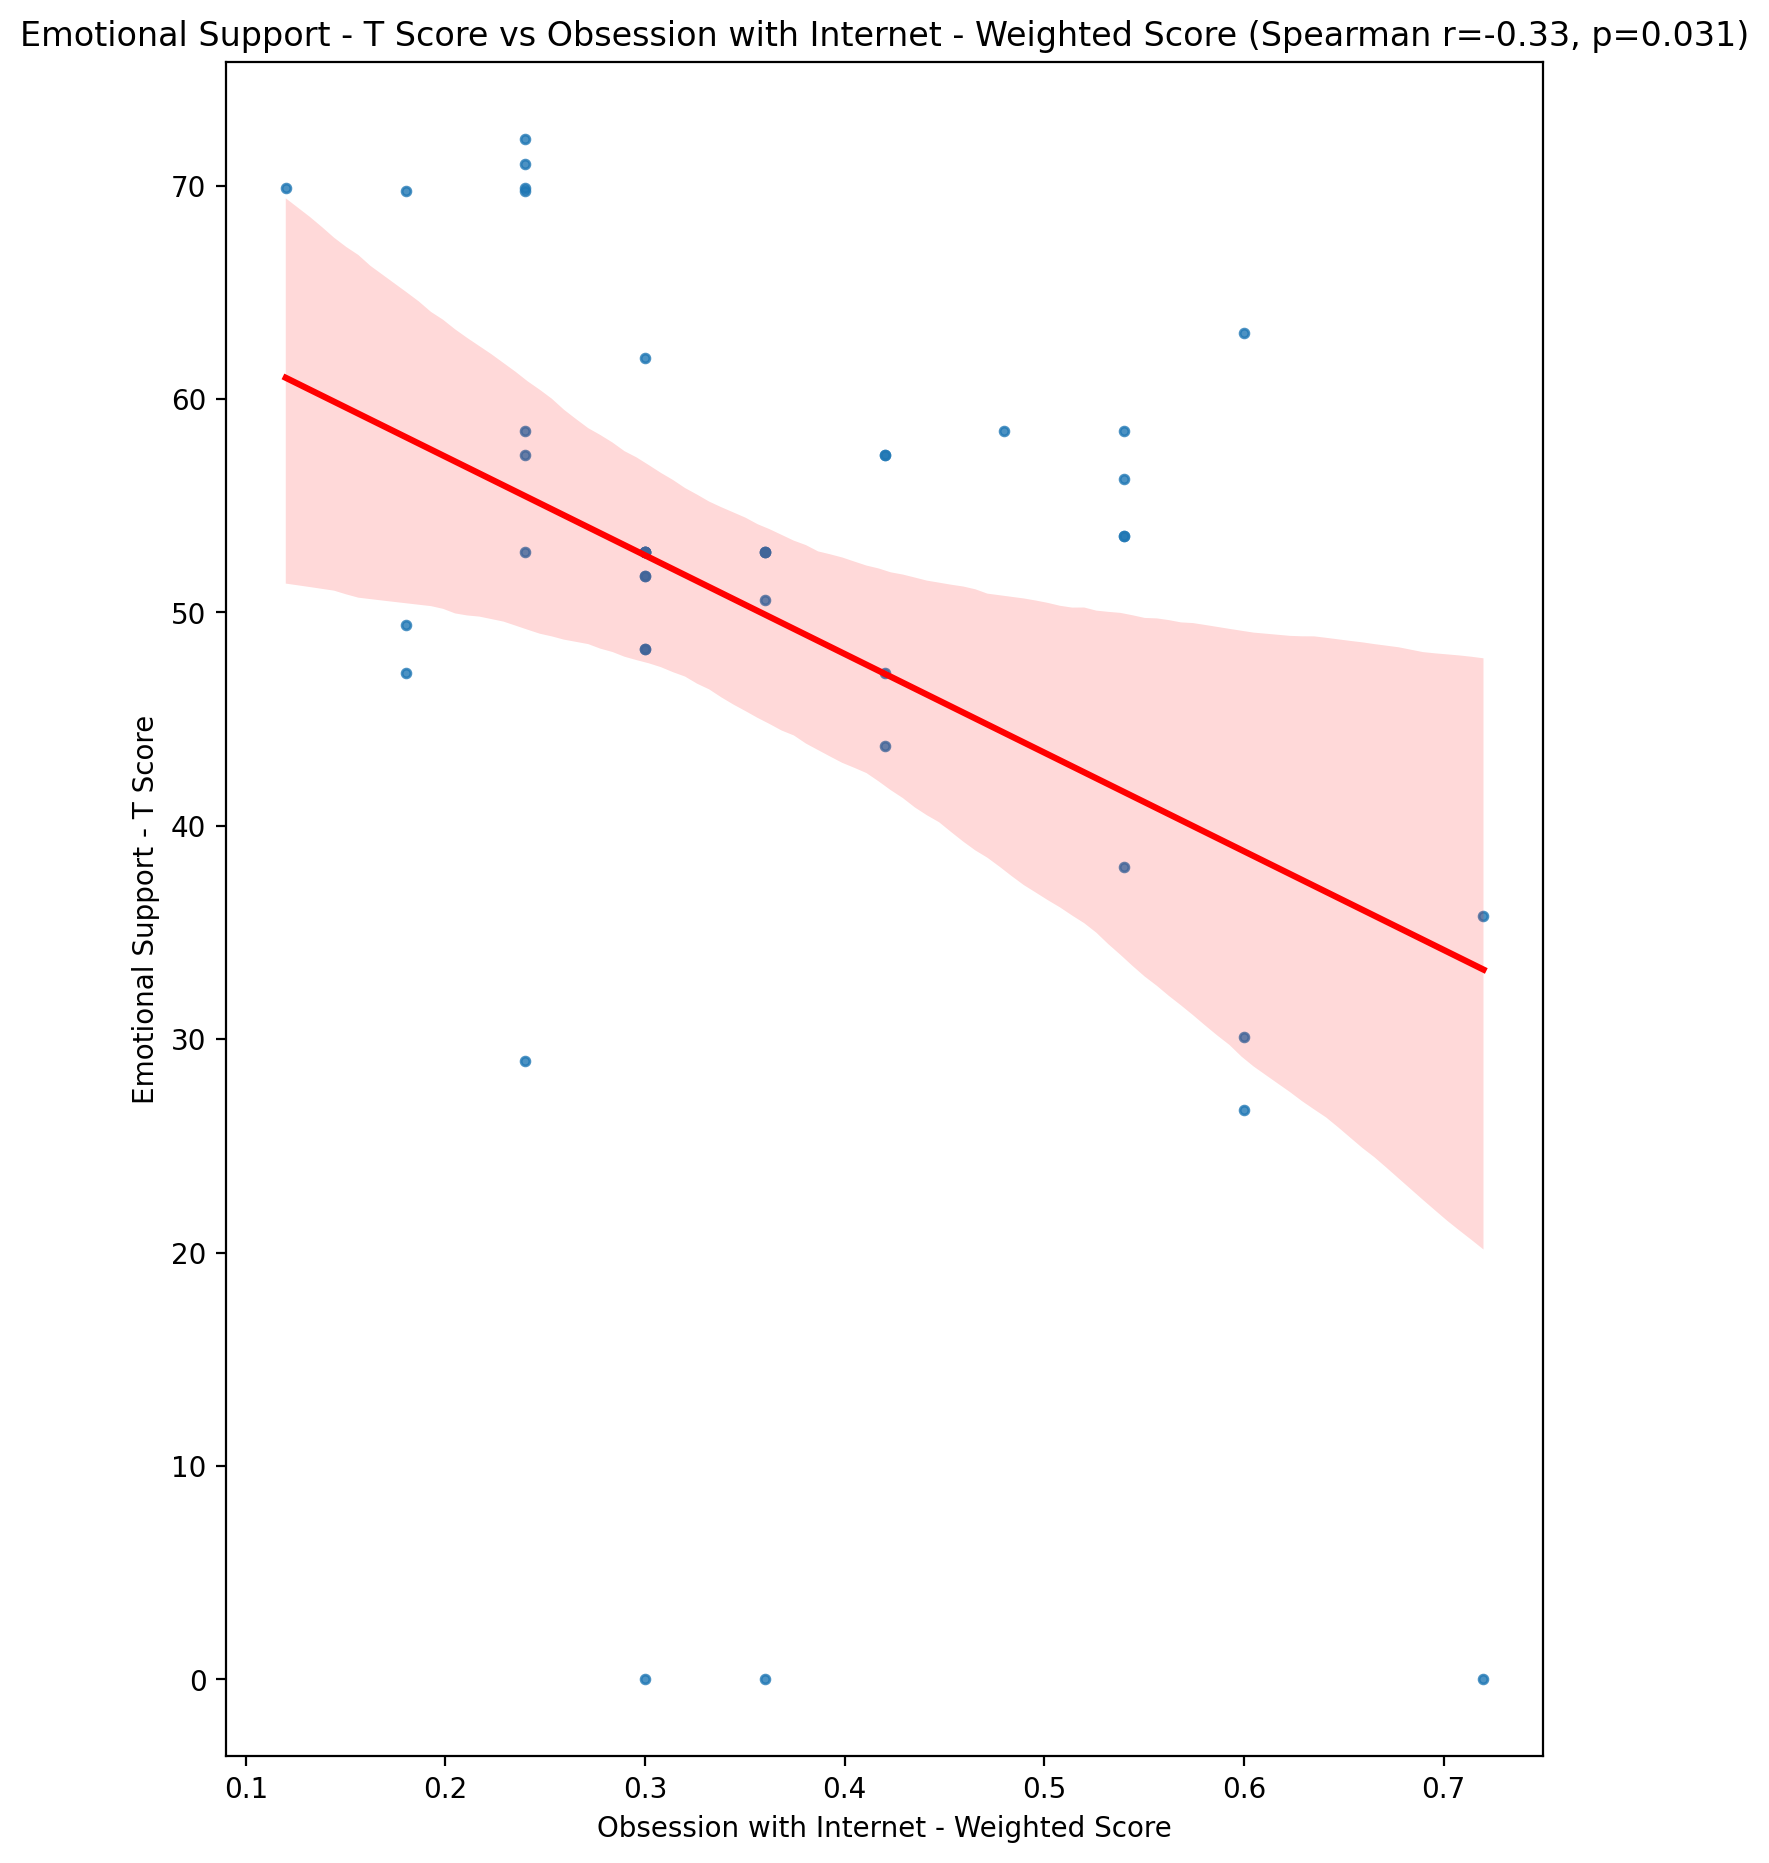 Emotional Support - T Score vs Obsession with Internet - Weighted Score (Spearman r=-0.33, p=0.031)
Emotional Support - T Score
70
60
50
40
30
20
10
0
0.1 0.2 0.3 0.4 0.5 0.6 0.7
Obsession with Internet - Weighted Score